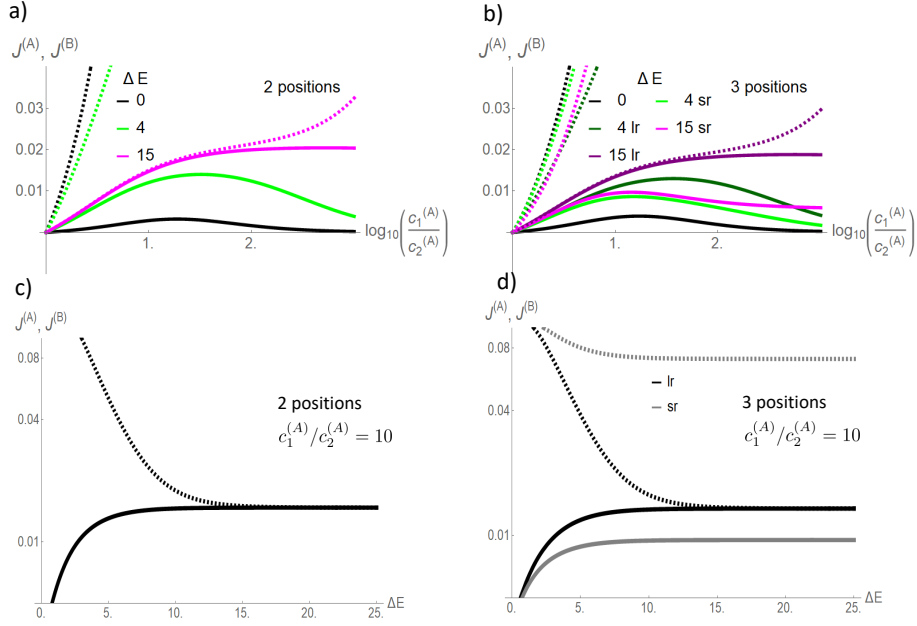 a)
J(A), J(B)
Δ E
2 positions
0
4
15
0.03
0.02
0.01
1.
2.
log10(c1(A)/c2(A))
b)
J(A), J(B)
Δ E
3 positions
0
4 sr
4 lr
15 sr
15 lr
0.03
0.02
0.01
1.
2.
log10(c1(A)/c2(A))
c)
J(A), J(B)
0.08
0.04
0.01
2 positions
c1(A)/c2(A) = 10
0.
5.
10.
15.
20.
25.
ΔE
d)
J(A), J(B)
0.08
0.04
0.01
lr
sr
3 positions
c1(A)/c2(A) = 10
0.
5.
10.
15.
20.
25.
ΔE